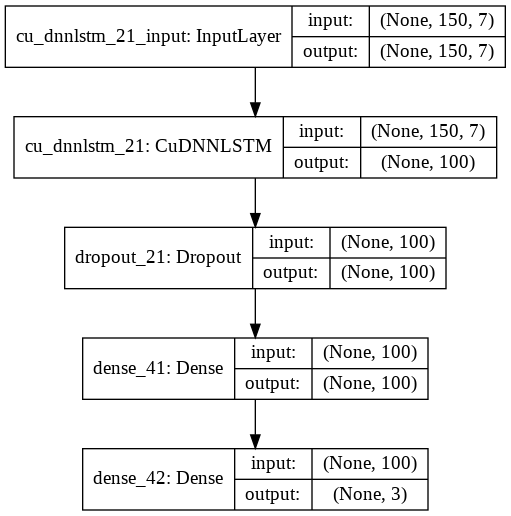 cu_dnnlstm_21_input: InputLayer
input: (None, 150, 7)
output: (None, 150, 7)
cu_dnnlstm_21: CuDNNLSTM
input: (None, 150, 7)
output: (None, 100)
dropout_21: Dropout
input: (None, 100)
output: (None, 100)
dense_41: Dense
input: (None, 100)
output: (None, 100)
dense_42: Dense
input: (None, 100)
output: (None, 3)